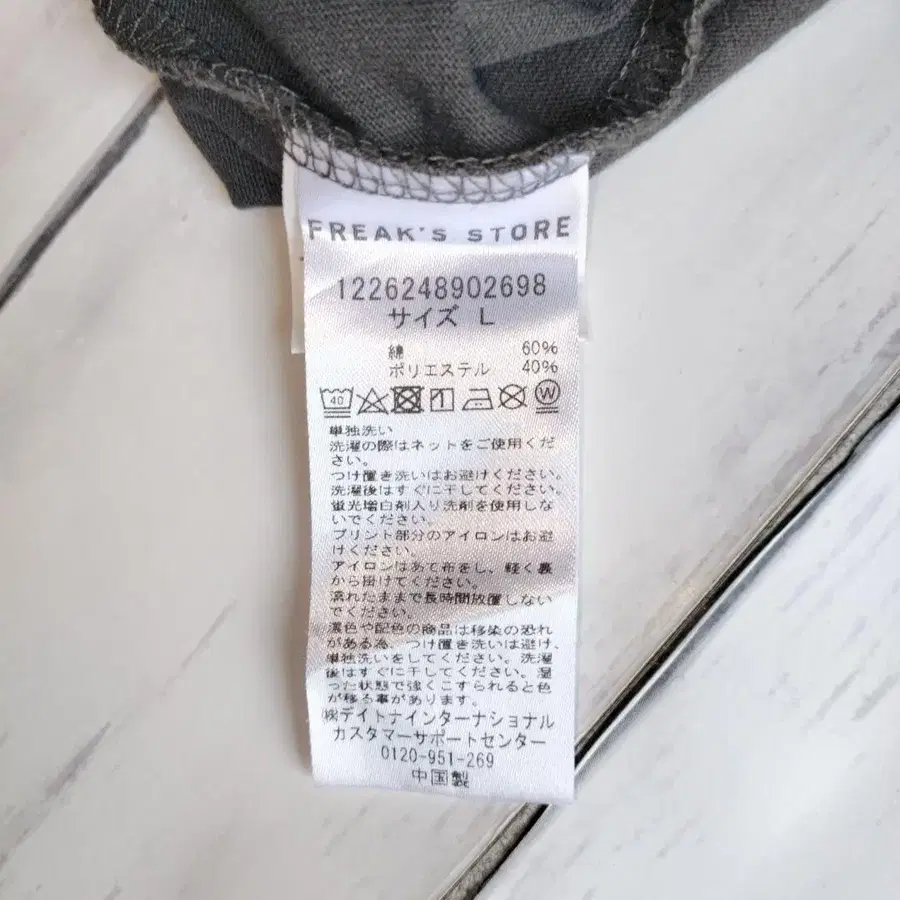 FREAK'S STORE
1226248902698
サイズ L
綿 60%
ポリエステル 40%
40 W
単独洗い
洗濯の際はネットをご使用くだ
さい。
つけ置き洗いはお避けください。
洗濯後はすぐに干してください。
蛍光増白剤入り洗剤を使用しな
いでください。
プリント部分のアイロンはお避
けください。
アイロンはあて布をし、軽く裏
から掛けてください。
濡れたままで長時間放置しない
でください。
濃色や配色の商品は移染の恐れ
がある為、つけ置き洗いは避け、
単独洗いをしてください。洗濯
後はすぐに干してください。湿
った状態で強くこすられると色
が移る事があります。
㈱デイトナインターナショナル
カスタマーサポートセンター
0120-951-269
中国製